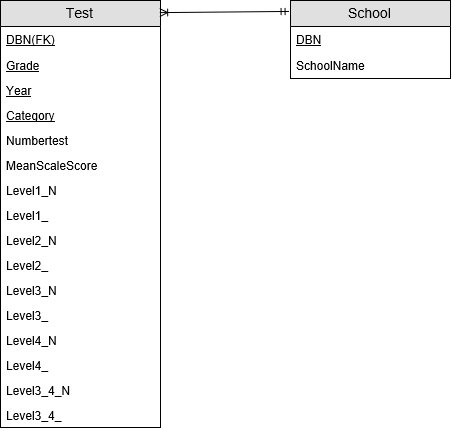 Test
DBN(FK)
Grade
Year
Category
Numbertest
MeanScaleScore
Level1_N
Level1_
Level2_N
Level2_
Level3_N
Level3_
Level4_N
Level4_
Level3_4_N
Level3_4_
School
DBN
SchoolName